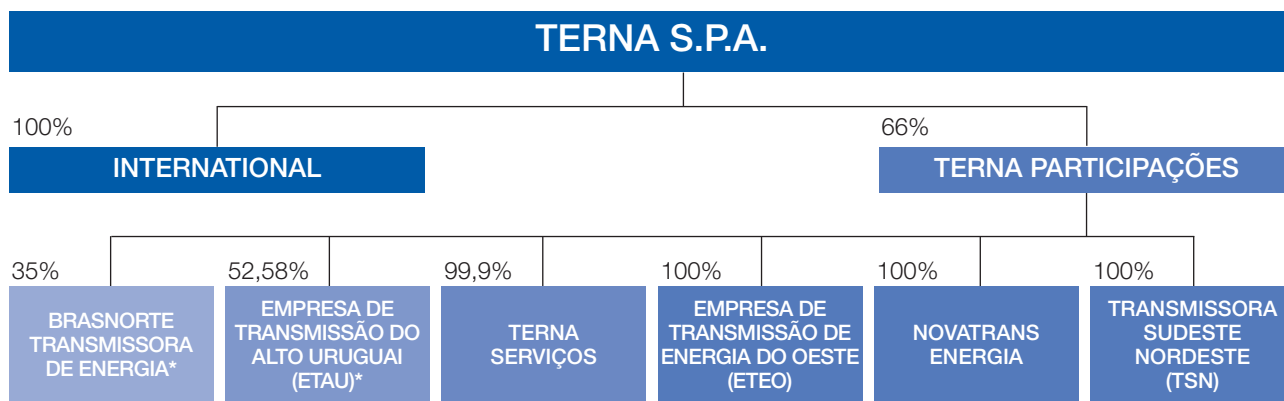 TERNA S.P.A.
100%
66%
INTERNATIONAL
TERNA PARTICIPAÇÕES
35%
52,58%
99,9%
100%
100%
100%
BRASNORTE
TRANSMISSORA
DE ENERGIA*
EMPRESA DE
TRANSMISSÃO DO
ALTO URUGUAI
(ETAU)*
TERNA
SERVIÇOS
EMPRESA DE
TRANSMISSÃO DE
ENERGIA DO OESTE
(ETEO)
NOVATRANS
ENERGIA
TRANSMISSORA
SUDESTE
NORDESTE
(TSN)